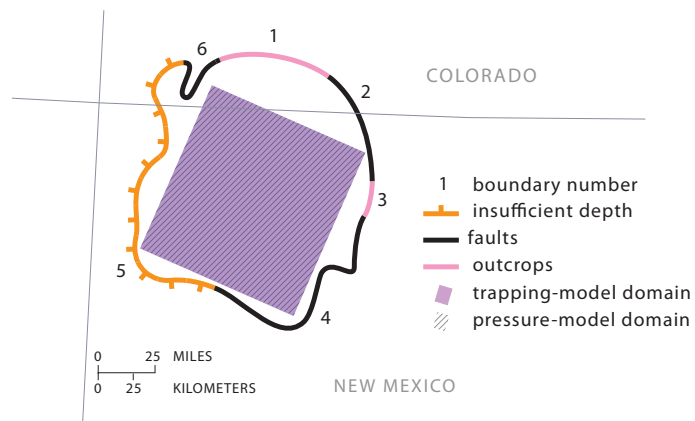 1
6
COLORADO
2
1 boundary number
3
insufficient depth
faults
outcrops
5
trapping-model domain
4
pressure-model domain
0 25 MILES
0 25 KILOMETERS
NEW MEXICO